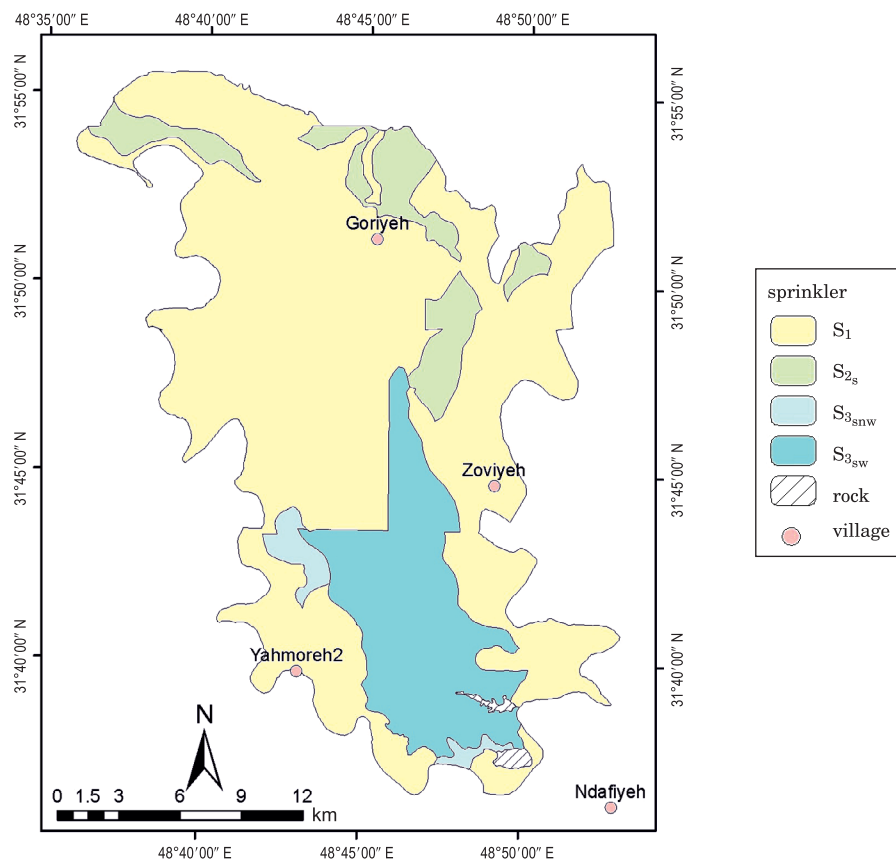 48°35′00″ E 48°40′00″ E 48°45′00″ E 48°50′00″ E
31°55′00″ N
31°55′00″ N
Goriyeh
31°50′00″ N
31°50′00″ N
sprinkler
S₁
S₂ₛ
S3snw
S3sw
rock
village
31°45′00″ N
Zoviyeh
31°45′00″ N
31°40′00″ N
Yahmoreh2
31°40′00″ N
N
Ndafiyeh
0 1.5 3 6 9 12
km
48°40′00″ E 48°45′00″ E 48°50′00″ E